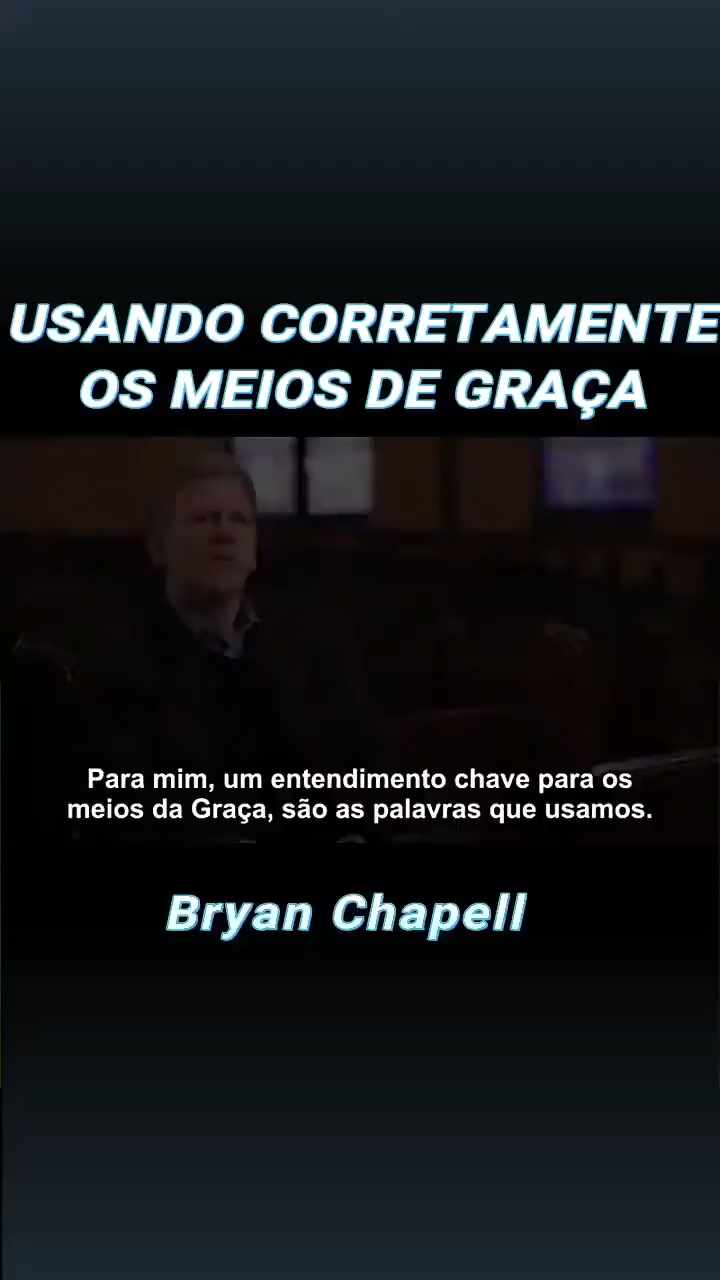 USANDO CORRETAMENTE
OS MEIOS DE GRAÇA
Para mim, um entendimento chave para os
meios da Graça, são as palavras que usamos.
Bryan Chapell